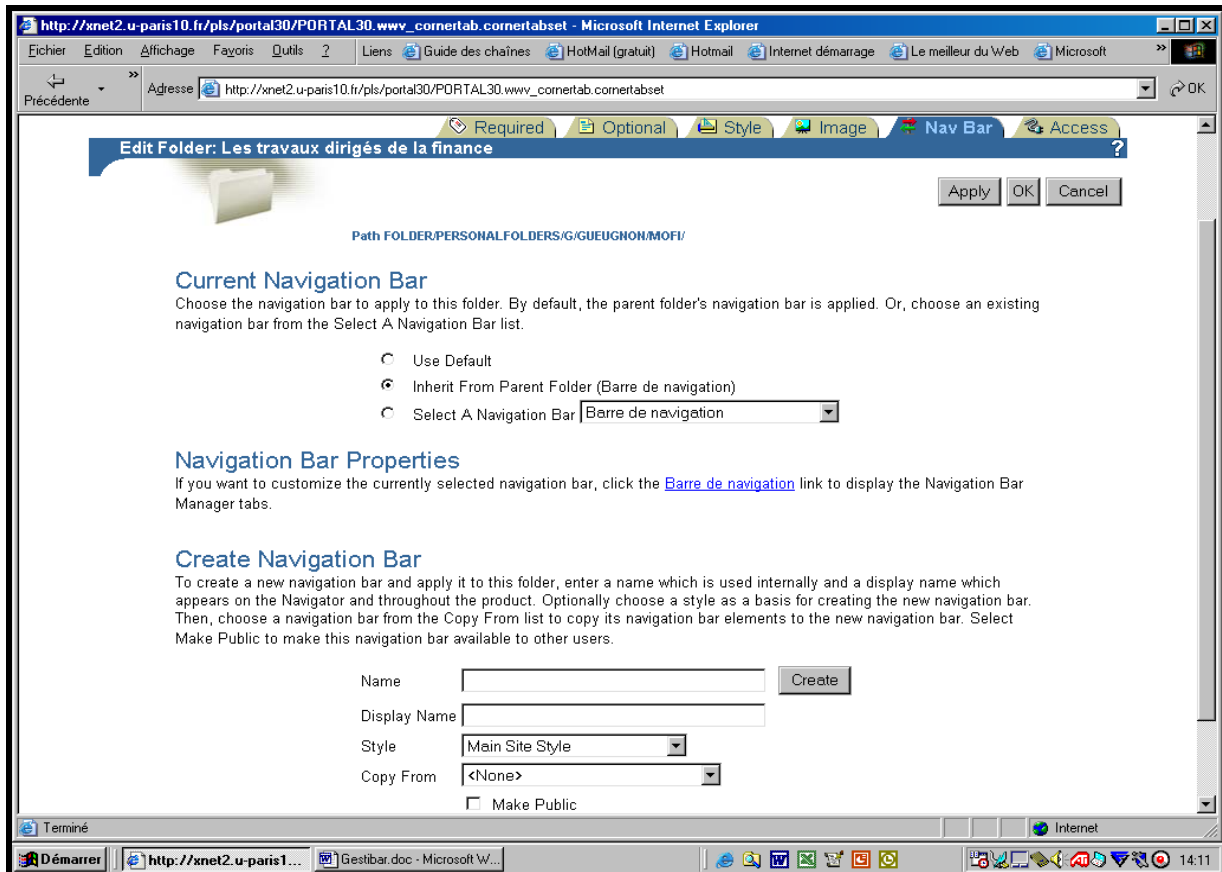 http://xnet2.u-paris10.fr/pls/portal30/PORTAL30.wwv_cornertab.cornertabset - Microsoft Internet Explorer
Fichier Edition Affichage Favoris Outils ? Liens Guide des chaînes HotMail (gratuit) Hotmail Internet démarrage Le meilleur du Web Microsoft »
Précédente » Adresse http://xnet2.u-paris10.fr/pls/portal30/PORTAL30.wwv_cornertab.cornertabset OK
Required Optional Style Image Nav Bar Access
Edit Folder: Les travaux dirigés de la finance ?
Apply OK Cancel
Path FOLDER/PERSONALFOLDERS/G/GUEUGNON/MOFI/
Current Navigation Bar
Choose the navigation bar to apply to this folder. By default, the parent folder's navigation bar is applied. Or, choose an existing
navigation bar from the Select A Navigation Bar list.
Use Default
Inherit From Parent Folder (Barre de navigation)
Select A Navigation Bar Barre de navigation
Navigation Bar Properties
If you want to customize the currently selected navigation bar, click the Barre de navigation link to display the Navigation Bar
Manager tabs.
Create Navigation Bar
To create a new navigation bar and apply it to this folder, enter a name which is used internally and a display name which
appears on the Navigator and throughout the product. Optionally choose a style as a basis for creating the new navigation bar.
Then, choose a navigation bar from the Copy From list to copy its navigation bar elements to the new navigation bar. Select
Make Public to make this navigation bar available to other users.
Name Create
Display Name
Style Main Site Style
Copy From <None>
Make Public
Terminé Internet
Démarrer http://xnet2.u-paris1... Gestibar.doc - Microsoft W... 14:11